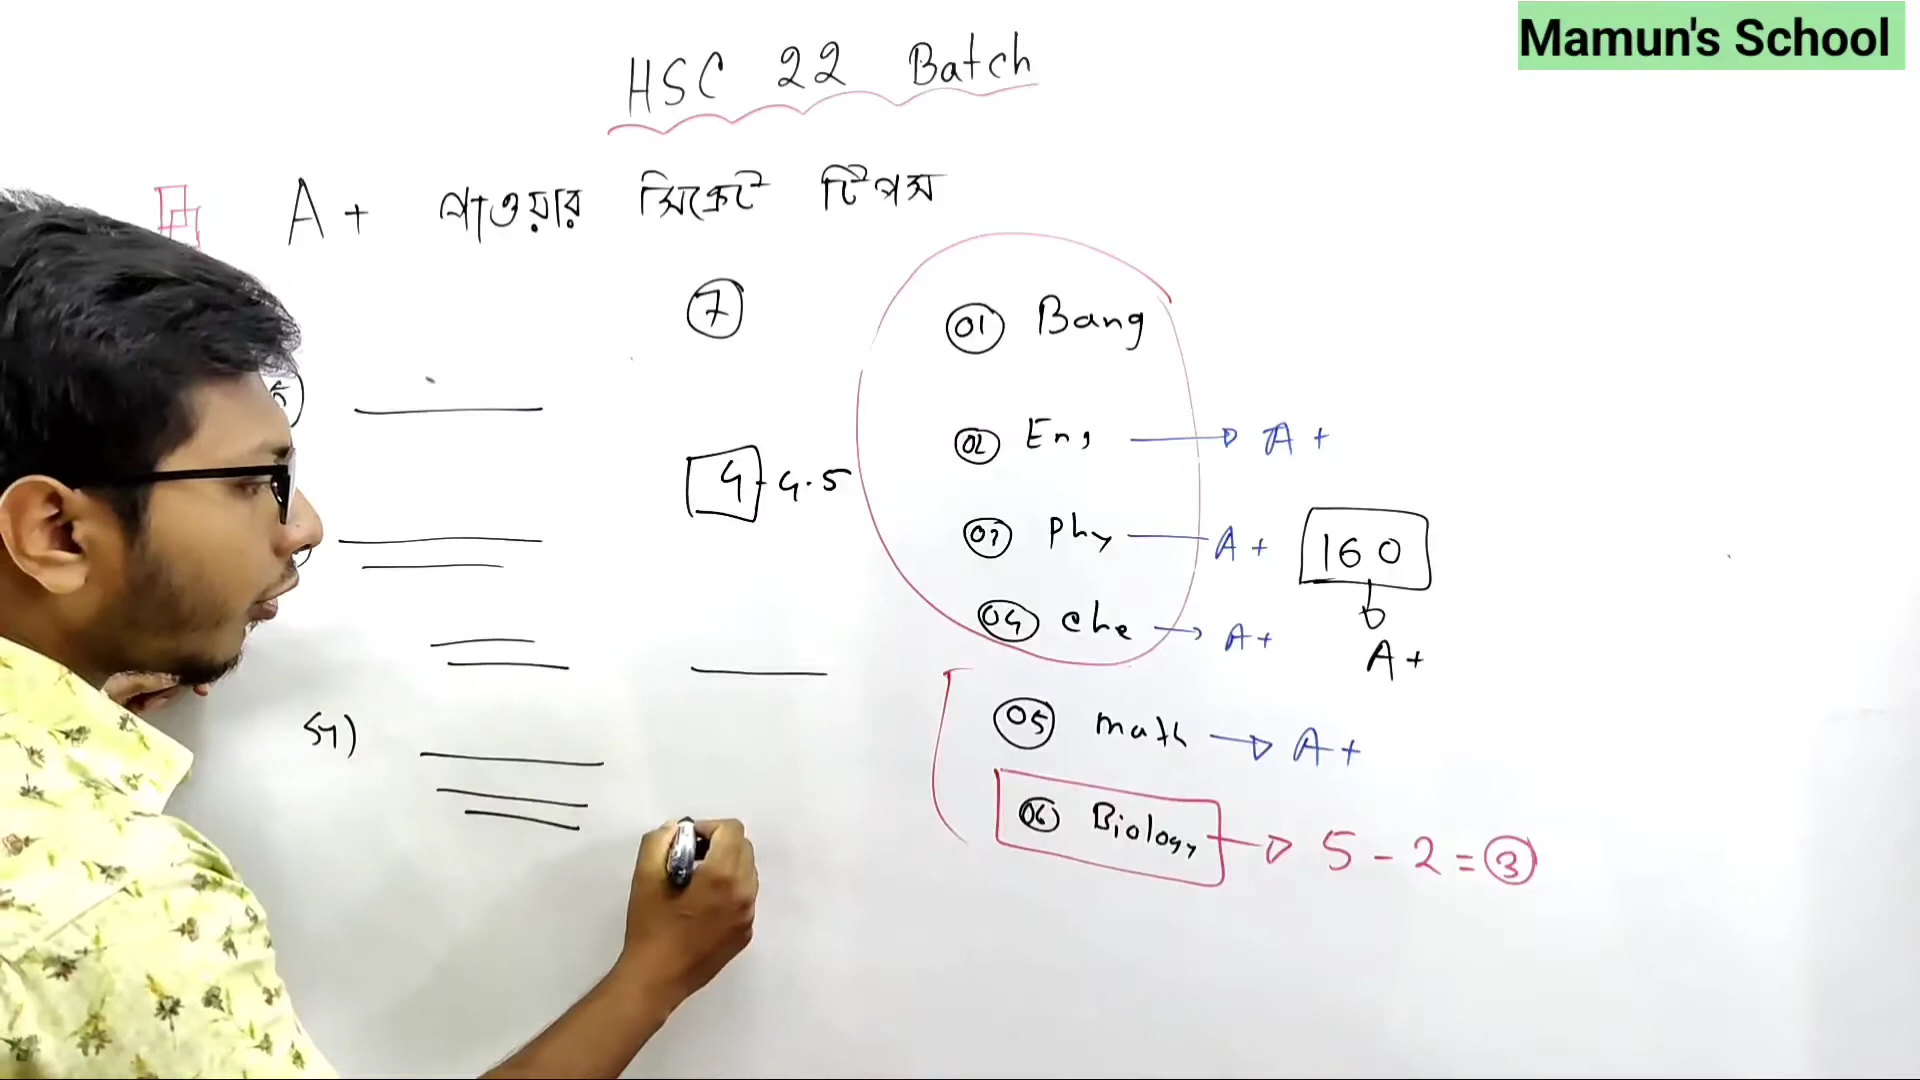 Mamun's School
HSC 22 Batch
A+ পাওয়ার সিক্রেট টিপস
7
01 Bang
02 Eng → A+
4 - 4.5
03 Phy — A+ 160
04 che → A+
A+
05 math → A+
06 Biology → 5 - 2 = 3